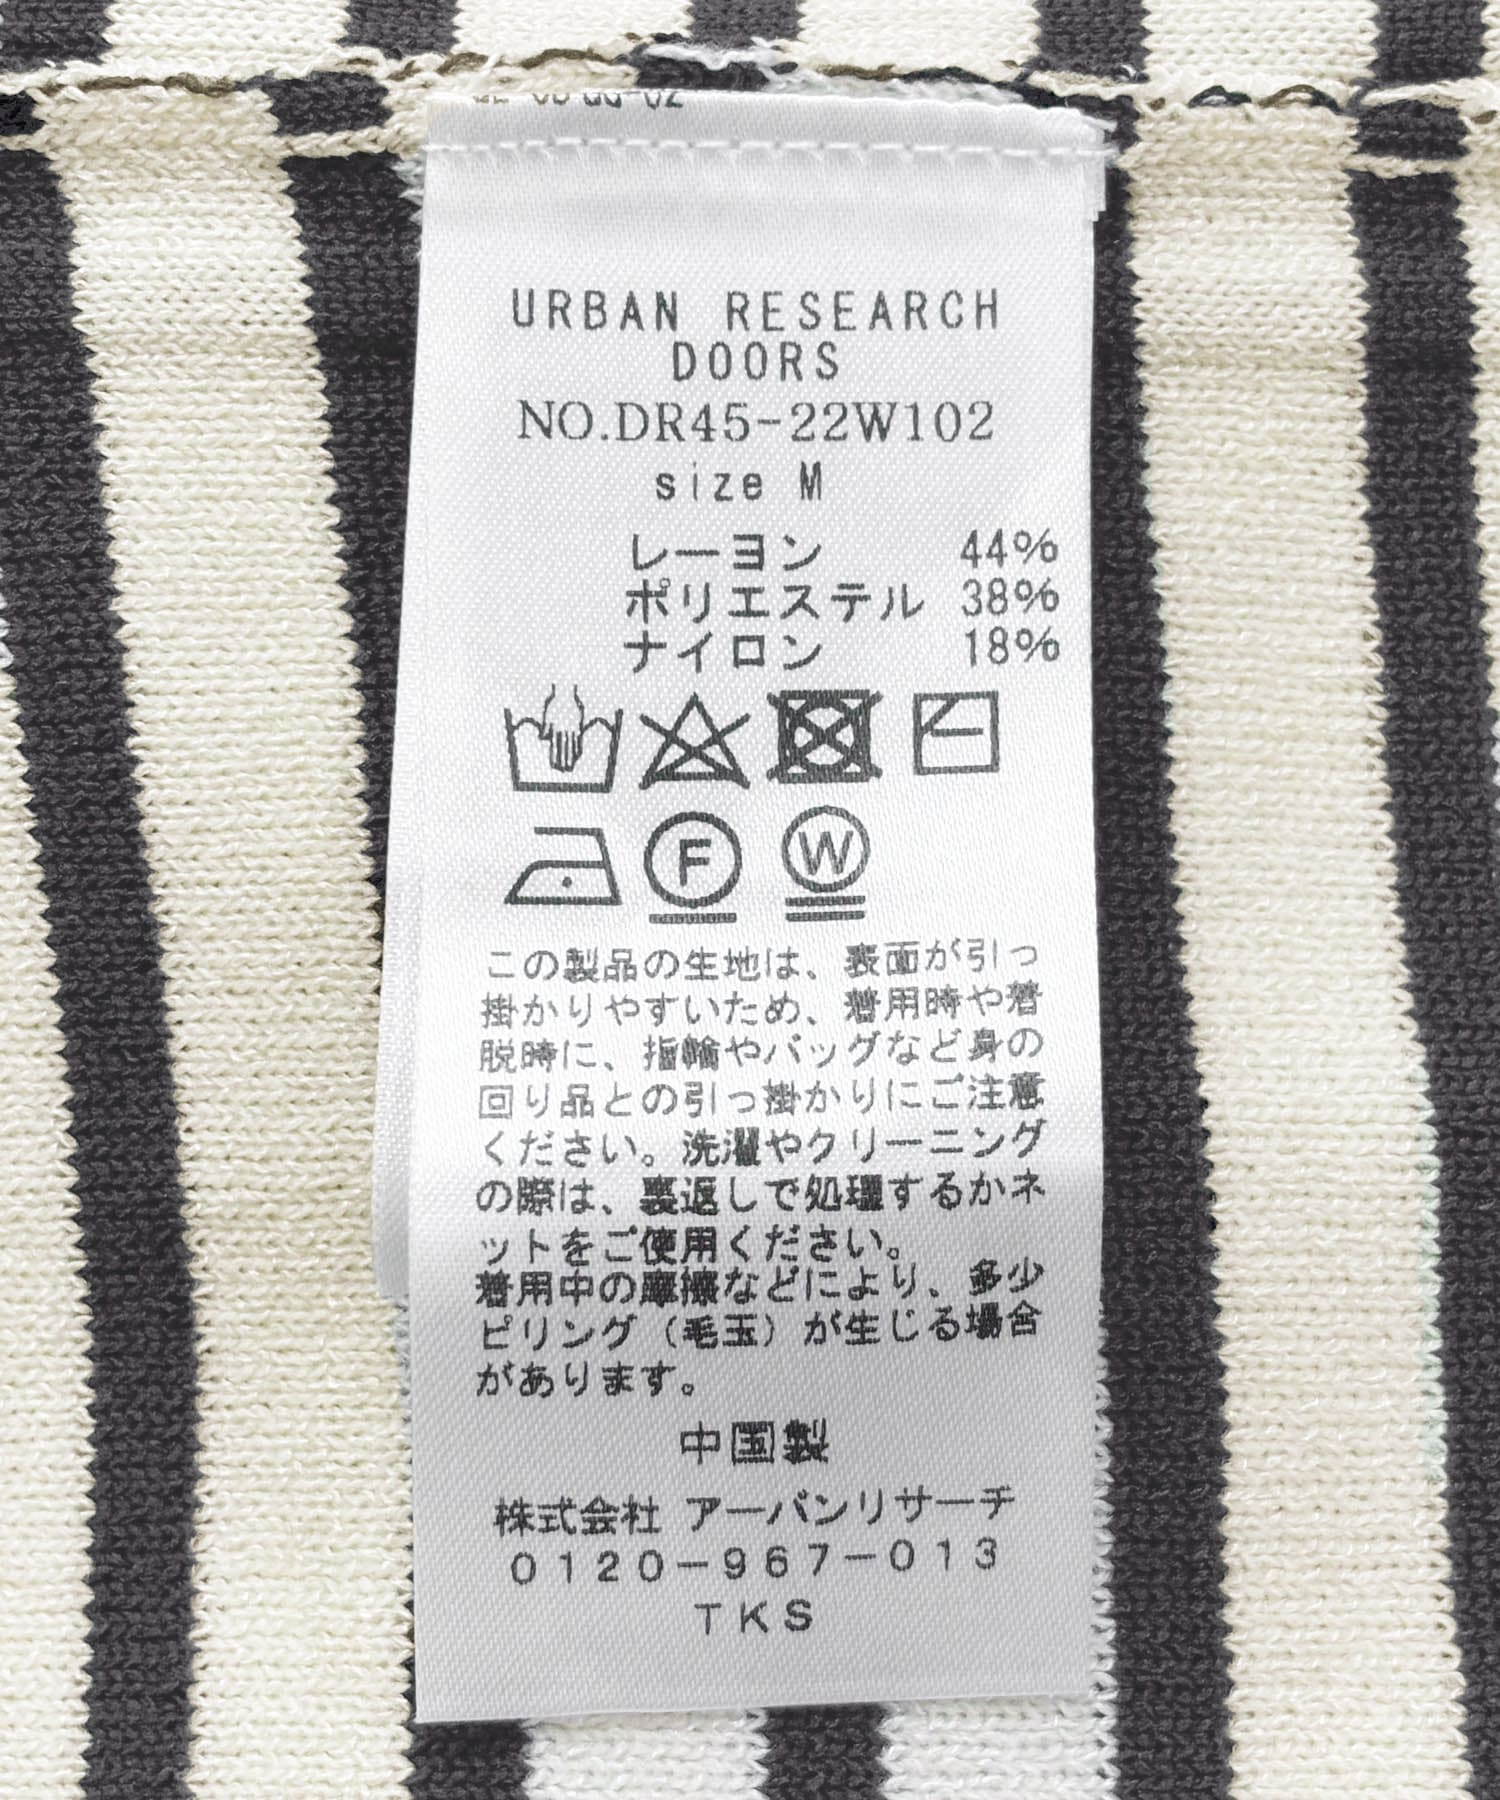 URBAN RESEARCH
DOORS
NO.DR45-22W102
size M
レーヨン 44%
ポリエステル 38%
ナイロン 18%
F
W
この製品の生地は、表面が引っ
掛かりやすいため、着用時や着
脱時に、指輪やバッグなど身の
回り品との引っ掛かりにご注意
ください。洗濯やクリーニング
の際は、裏返しで処理するかネ
ットをご使用ください。
着用中の摩擦などにより、多少
ピリング（毛玉）が生じる場合
があります。
中国製
株式会社 アーバンリサーチ
0120-967-013
TKS